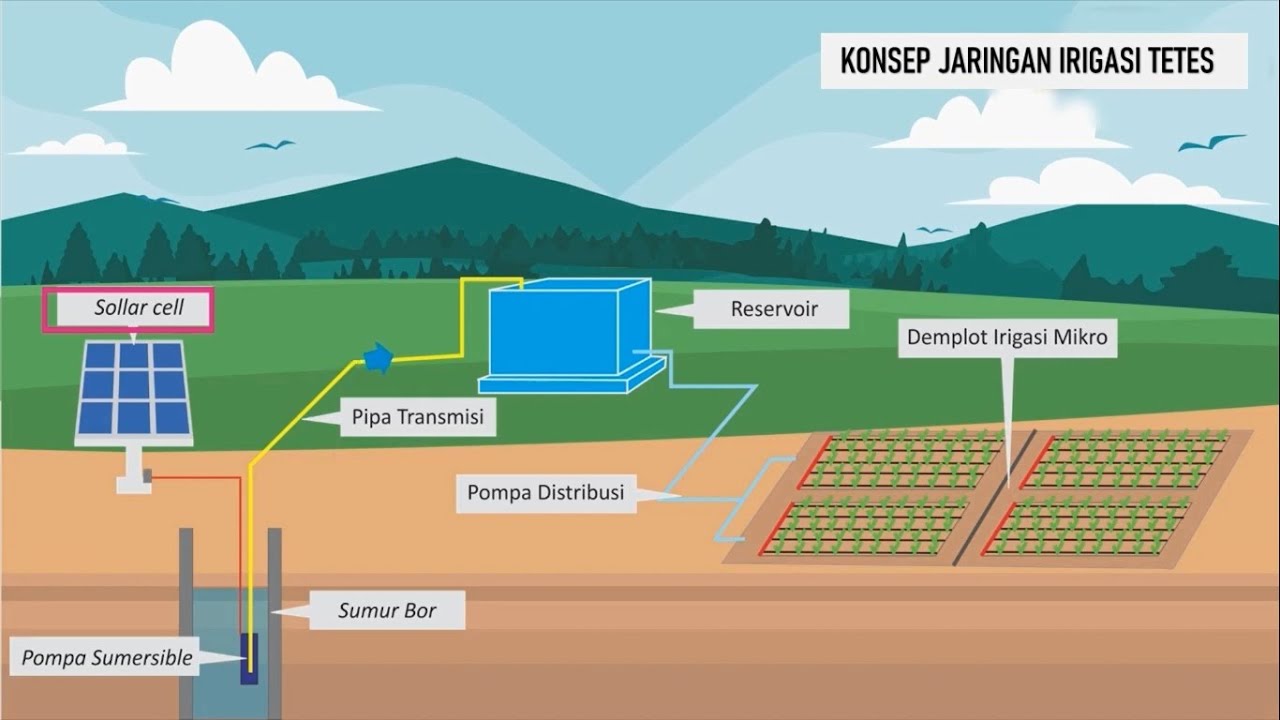 KONSEP JARINGAN IRIGASI TETES
Sollar cell
Reservoir
Demplot Irigasi Mikro
Pipa Transmisi
Pompa Distribusi
Sumur Bor
Pompa Sumersible